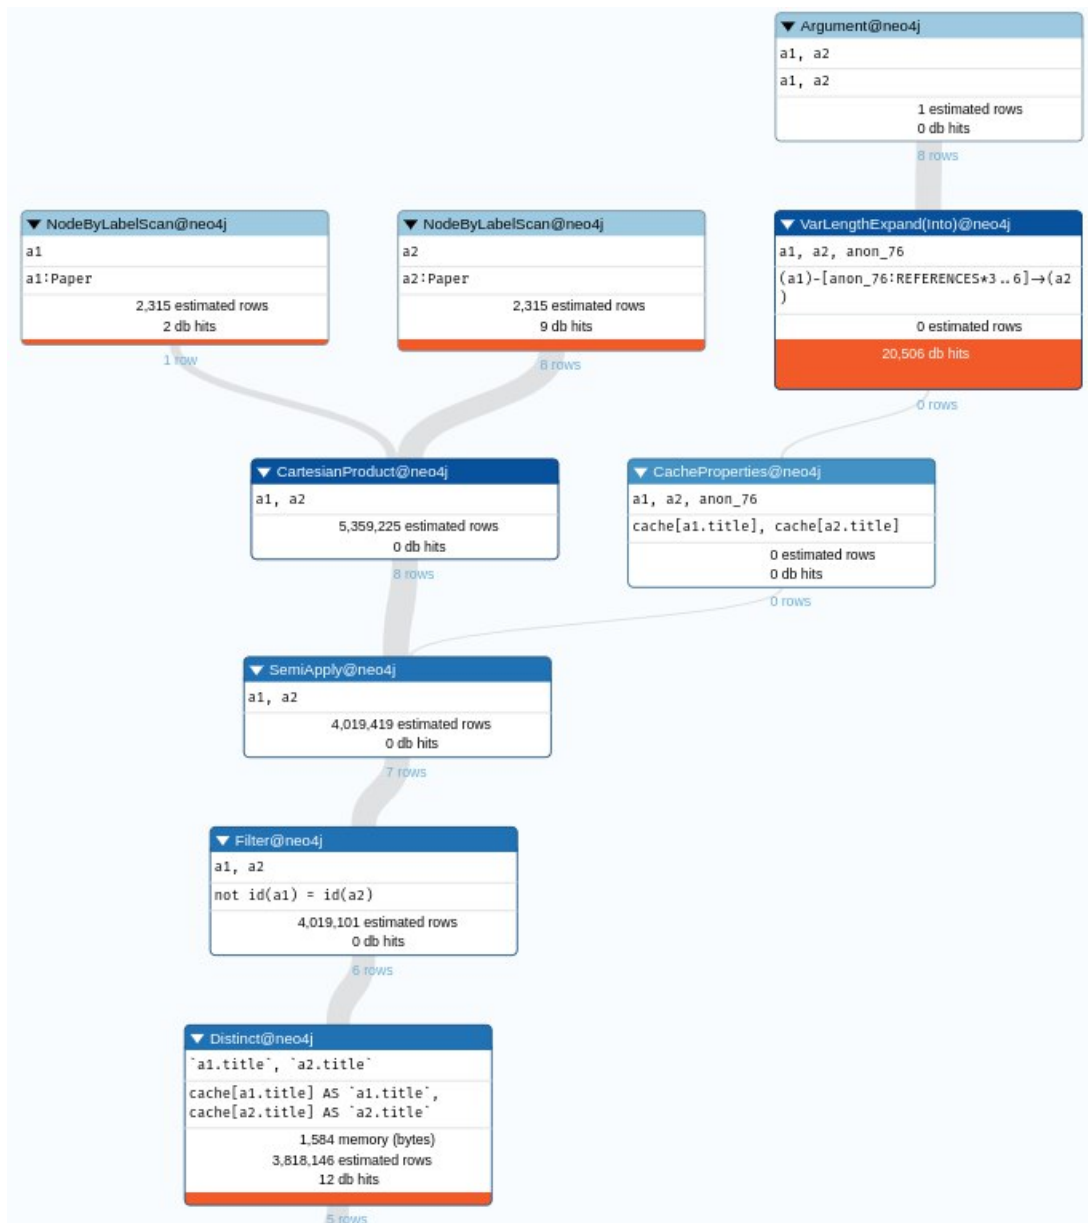 Argument@neo4j
a1, a2
a1, a2
1 estimated rows
0 db hits
8 rows
NodeByLabelScan@neo4j
a1
a1:Paper
2,315 estimated rows
2 db hits
1 row
NodeByLabelScan@neo4j
a2
a2:Paper
2,315 estimated rows
9 db hits
8 rows
VarLengthExpand(Into)@neo4j
a1, a2, anon_76
(a1)-[anon_76:REFERENCES*3..6]→(a2
)
0 estimated rows
20,506 db hits
0 rows
CartesianProduct@neo4j
a1, a2
5,359,225 estimated rows
0 db hits
8 rows
CacheProperties@neo4j
a1, a2, anon_76
cache[a1.title], cache[a2.title]
0 estimated rows
0 db hits
0 rows
SemiApply@neo4j
a1, a2
4,019,419 estimated rows
0 db hits
7 rows
Filter@neo4j
a1, a2
not id(a1) = id(a2)
4,019,101 estimated rows
0 db hits
6 rows
Distinct@neo4j
`a1.title`, `a2.title`
cache[a1.title] AS `a1.title`,
cache[a2.title] AS `a2.title`
1,584 memory (bytes)
3,818,146 estimated rows
12 db hits
5 rows